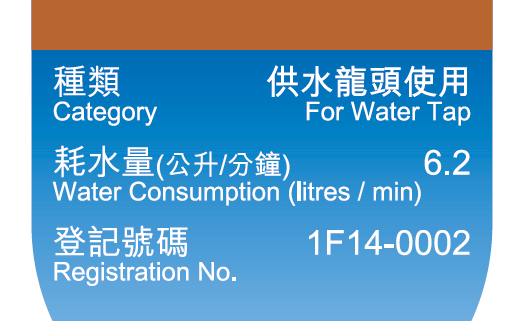 種類 供水龍頭使用
Category For Water Tap
耗水量(公升/分鐘) 6.2
Water Consumption (litres / min)
登記號碼 1F14-0002
Registration No.